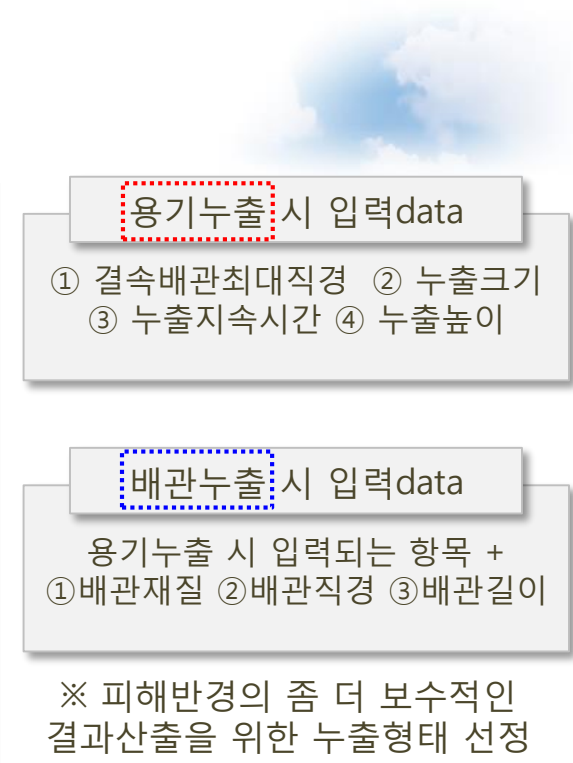 용기누출 시 입력data
① 결속배관최대직경 ② 누출크기
③ 누출지속시간 ④ 누출높이
배관누출 시 입력data
용기누출 시 입력되는 항목 +
①배관재질 ②배관직경 ③배관길이
※ 피해반경의 좀 더 보수적인
결과산출을 위한 누출형태 선정